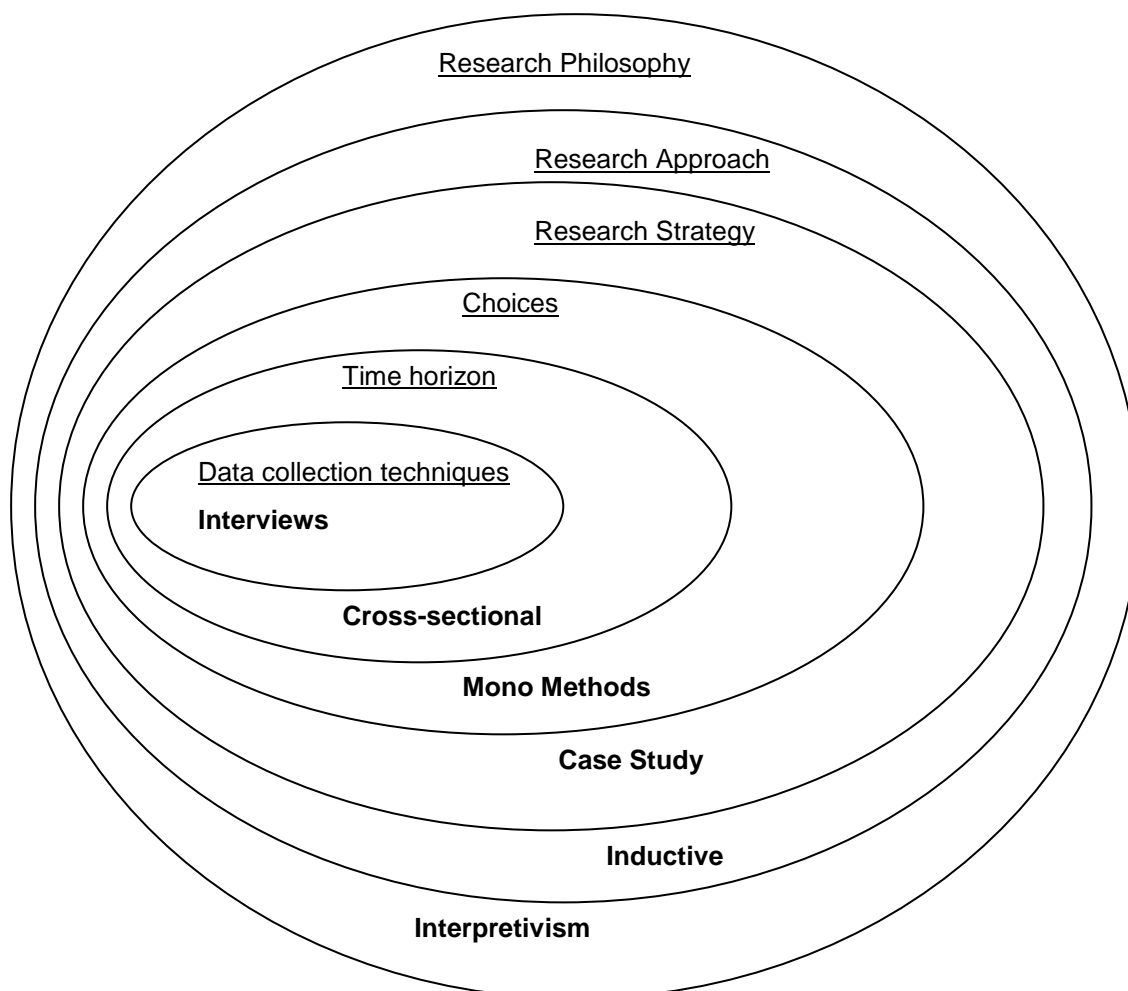 Research Philosophy
Research Approach
Research Strategy
Choices
Time horizon
Data collection techniques
Interviews
Cross-sectional
Mono Methods
Case Study
Inductive
Interpretivism